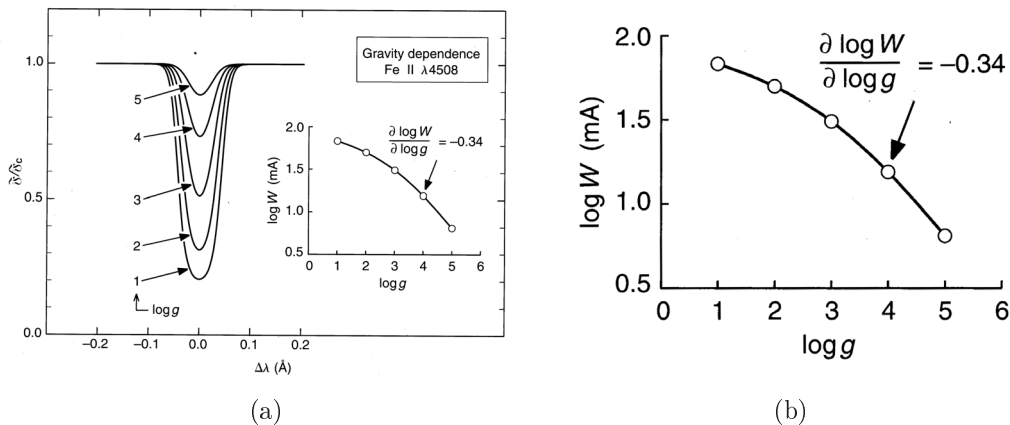 Gravity dependence
Fe II λ4508
1.0
0.5
0.0
5
4
3
2
1
log g
−0.2
−0.1
0.0
0.1
0.2
Δλ (Å)
2.0
1.5
1.0
0.5
log W (mA)
∂ log W
∂ log g
= −0.34
0 1 2 3 4 5 6
log g
(a)
2.0
1.5
1.0
0.5
log W (mA)
∂ log W
∂ log g
= −0.34
0 1 2 3 4 5 6
log g
(b)